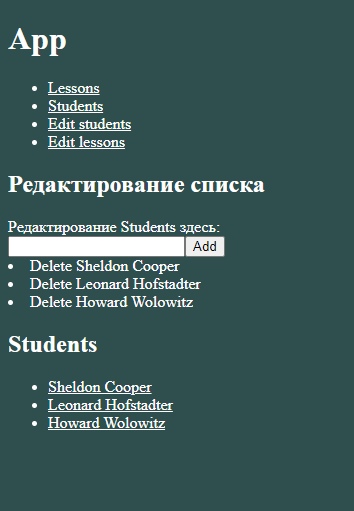 App
Lessons
Students
Edit students
Edit lessons
Редактирование списка
Редактирование Students здесь:
Add
Delete Sheldon Cooper
Delete Leonard Hofstadter
Delete Howard Wolowitz
Students
Sheldon Cooper
Leonard Hofstadter
Howard Wolowitz